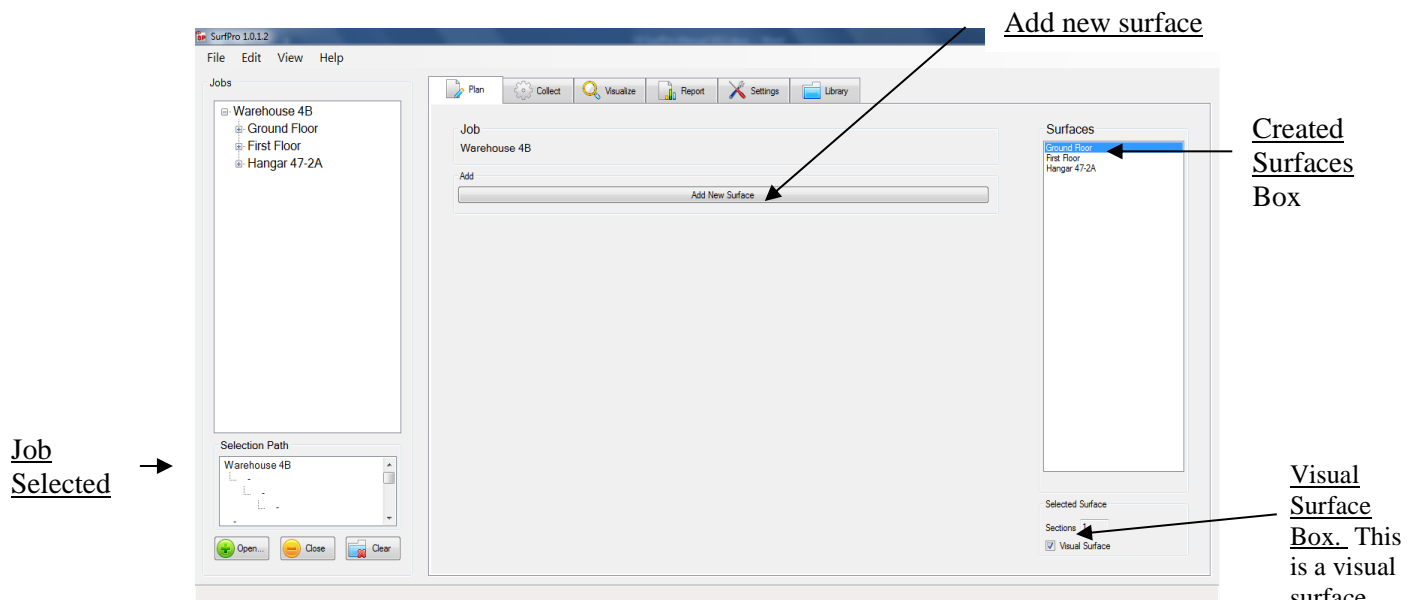 Add new surface
SurfPro 1.0.1.2
File Edit View Help
Jobs
Warehouse 4B
Ground Floor
First Floor
Hangar 47-2A
Plan Collect Visualize Report Settings Library
Job
Warehouse 4B
Add
Add New Surface
Surfaces
Ground Floor
First Floor
Hangar 47-2A
Created
Surfaces
Box
Job
Selected
Selection Path
Warehouse 4B
-
-
-
-
Open... Close Clear
Selected Surface
Sections 1
Visual Surface
Visual
Surface
Box. This
is a visual
surface